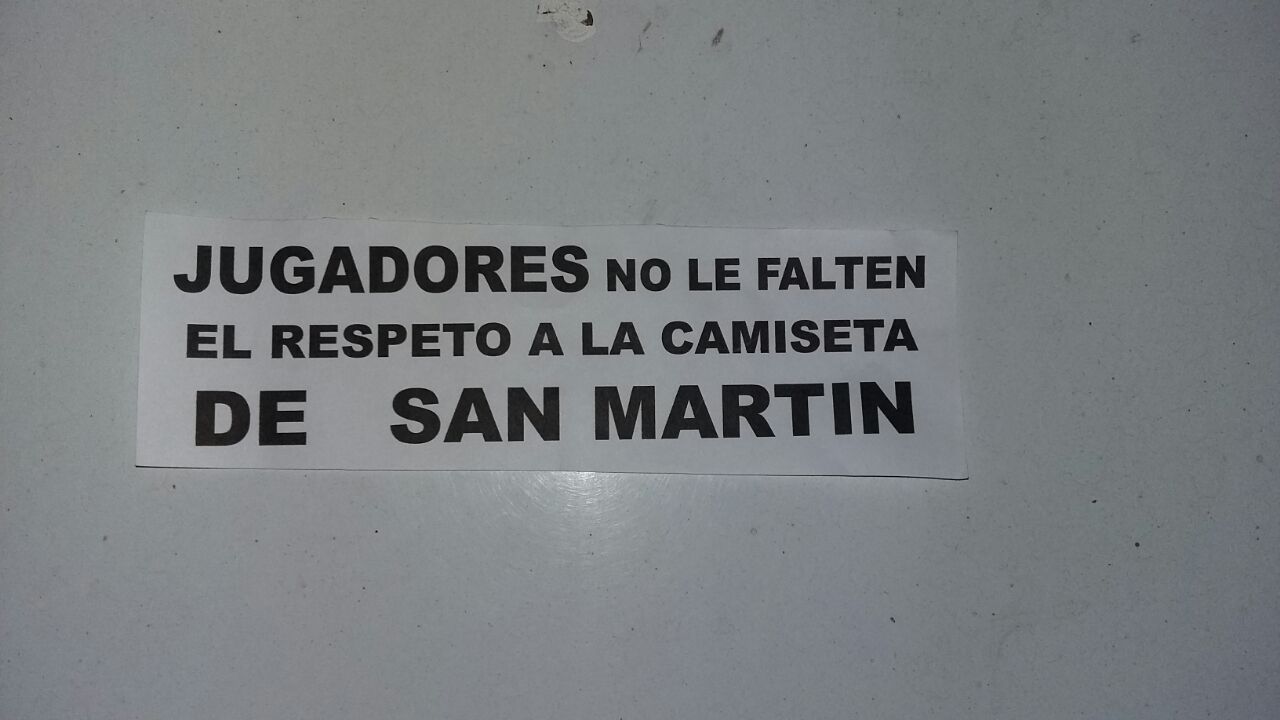 JUGADORES NO LE FALTEN
EL RESPETO A LA CAMISETA
DE SAN MARTIN